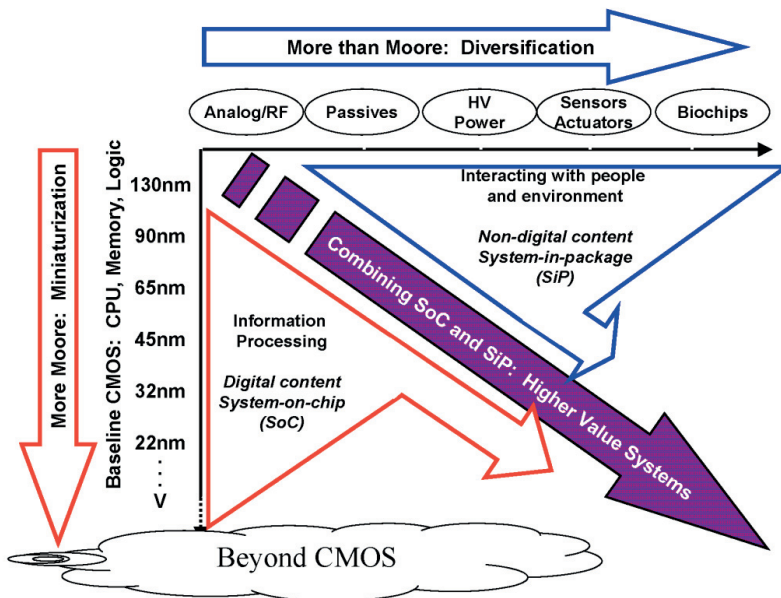 More than Moore: Diversification
Analog/RF
Passives
HV
Power
Sensors
Actuators
Biochips
More Moore: Miniaturization
Baseline CMOS: CPU, Memory, Logic
130nm
90nm
65nm
45nm
32nm
22nm
V
Interacting with people
and environment
Non-digital content
System-in-package
(SiP)
Combining SoC and SiP: Higher Value Systems
Information
Processing
Digital content
System-on-chip
(SoC)
Beyond CMOS